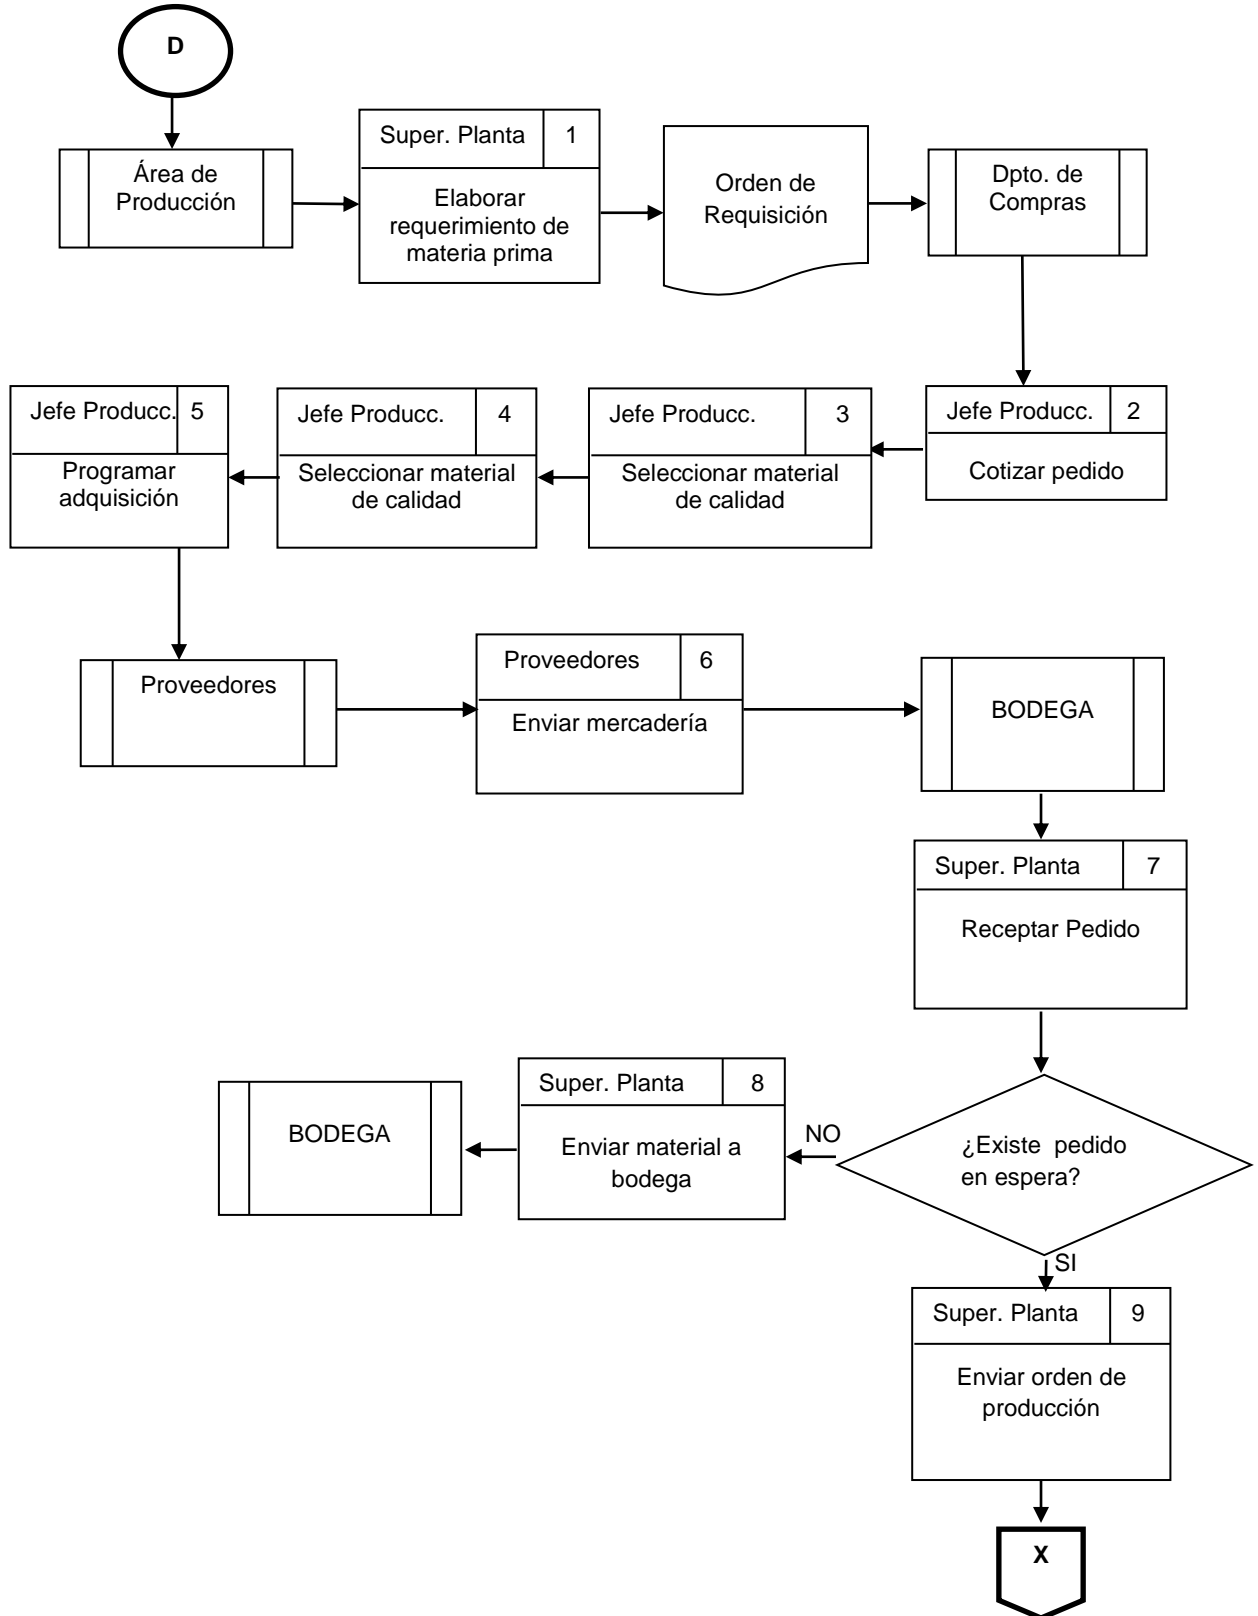 D
Área de
Producción
Super. Planta 1
Elaborar
requerimiento de
materia prima
Orden de
Requisición
Dpto. de
Compras
Jefe Producc. 2
Cotizar pedido
Jefe Producc. 3
Seleccionar material
de calidad
Jefe Producc. 4
Seleccionar material
de calidad
Jefe Producc. 5
Programar
adquisición
Proveedores
Proveedores 6
Enviar mercadería
BODEGA
Super. Planta 7
Receptar Pedido
¿Existe pedido
en espera?
NO
Super. Planta 8
Enviar material a
bodega
BODEGA
SI
Super. Planta 9
Enviar orden de
producción
X